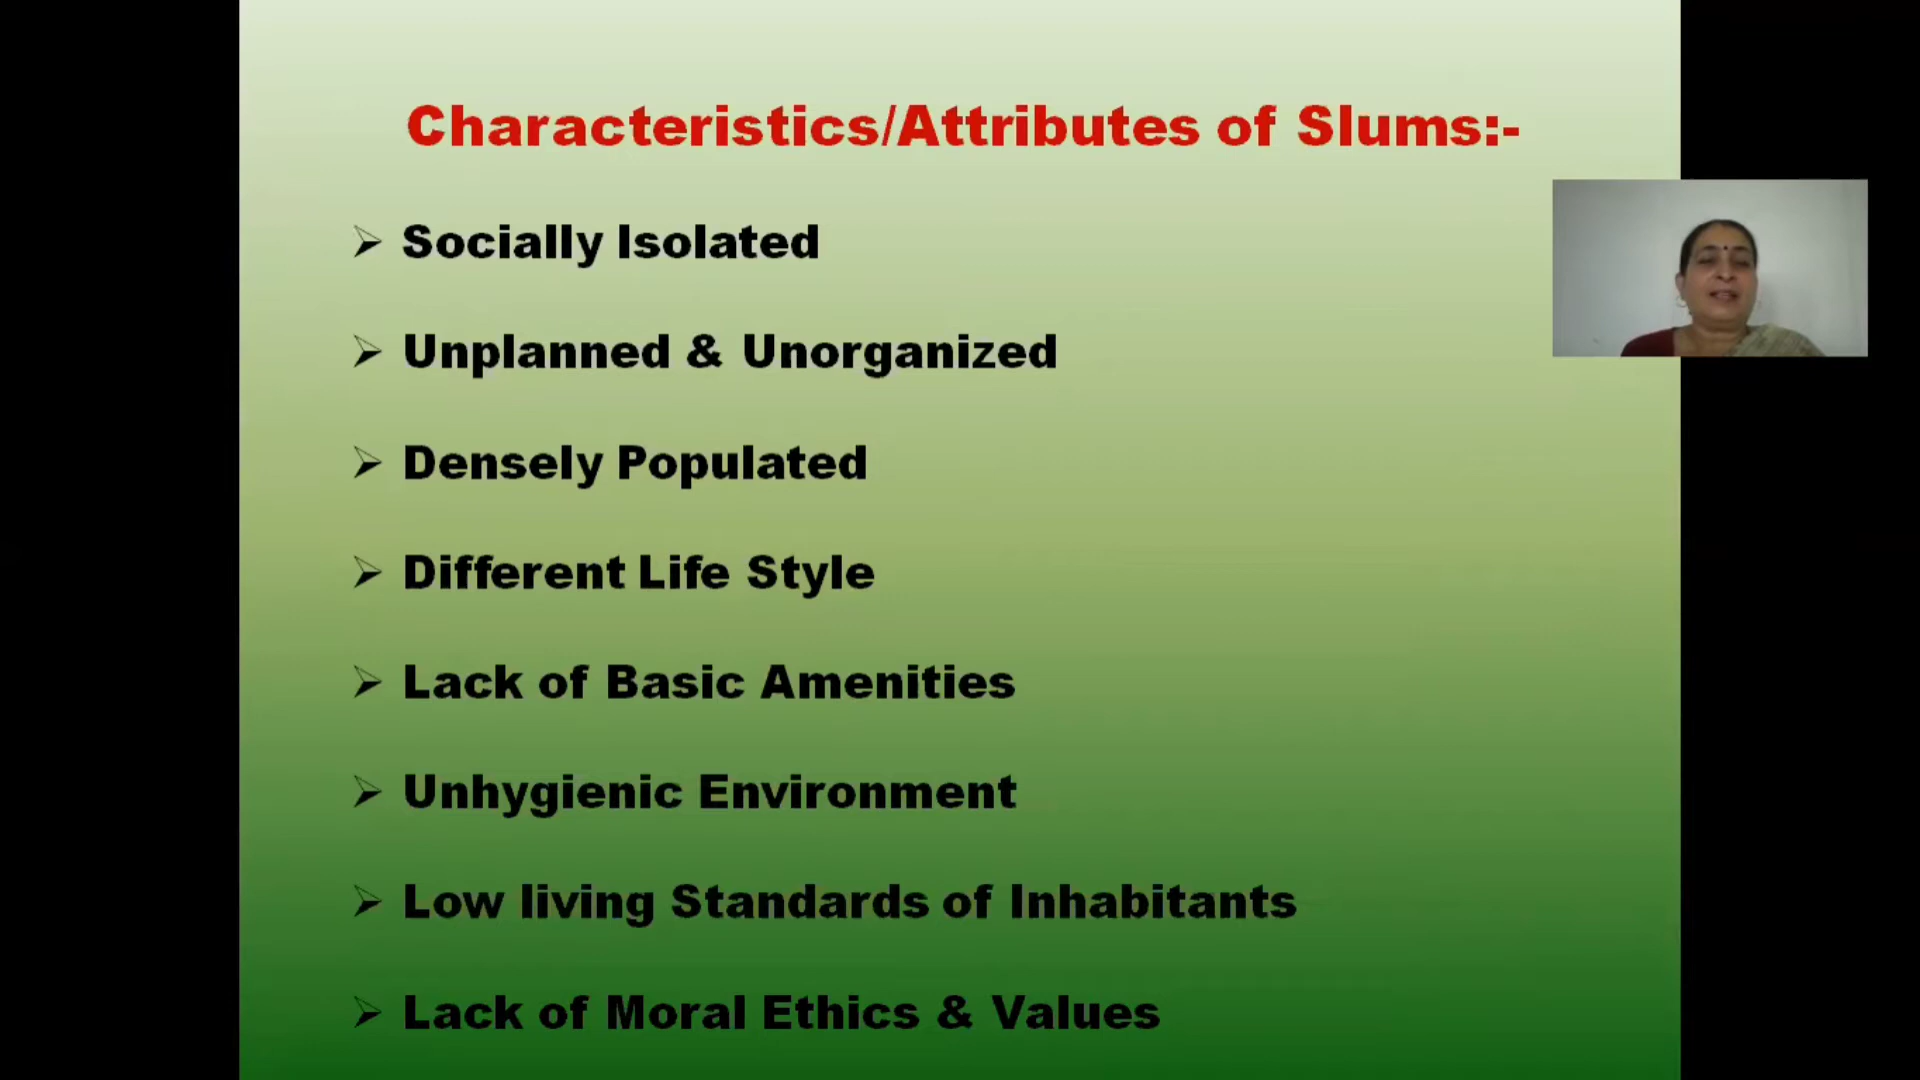 Characteristics/Attributes of Slums:-
➢ Socially Isolated
➢ Unplanned & Unorganized
➢ Densely Populated
➢ Different Life Style
➢ Lack of Basic Amenities
➢ Unhygienic Environment
➢ Low living Standards of Inhabitants
➢ Lack of Moral Ethics & Values